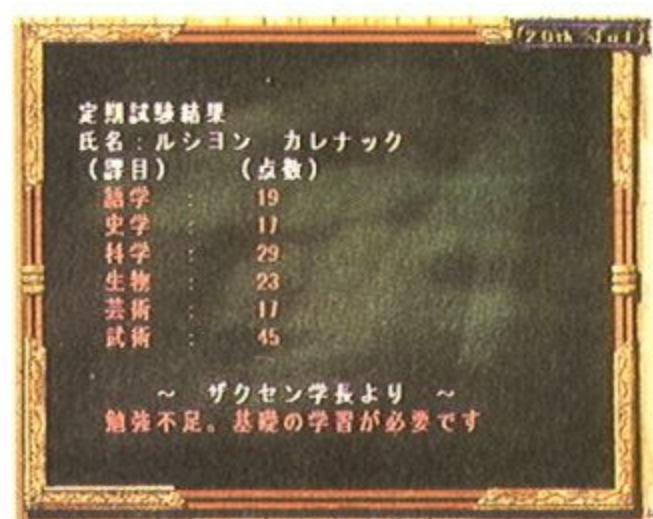 (20th Sfal)
定期試験結果
氏名：ルシヨン　カレナック
(課目)　(点数)
語学 : 19
史学 : 17
科学 : 29
生物 : 23
芸術 : 17
武術 : 45
～　ザクセン学長より　～
勉強不足。基礎の学習が必要です